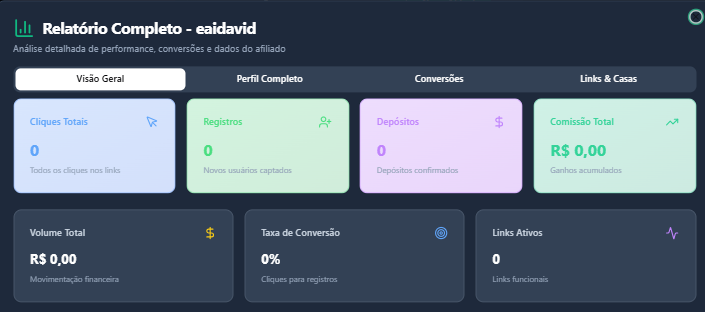 Relatório Completo - eaidavid
Análise detalhada de performance, conversões e dados do afiliado
Visão Geral
Perfil Completo
Conversões
Links & Casas
Cliques Totais
0
Todos os cliques nos links
Registros
0
Novos usuários captados
Depósitos
0
Depósitos confirmados
Comissão Total
R$ 0,00
Ganhos acumulados
Volume Total
R$ 0,00
Movimentação financeira
Taxa de Conversão
0%
Cliques para registros
Links Ativos
0
Links funcionais